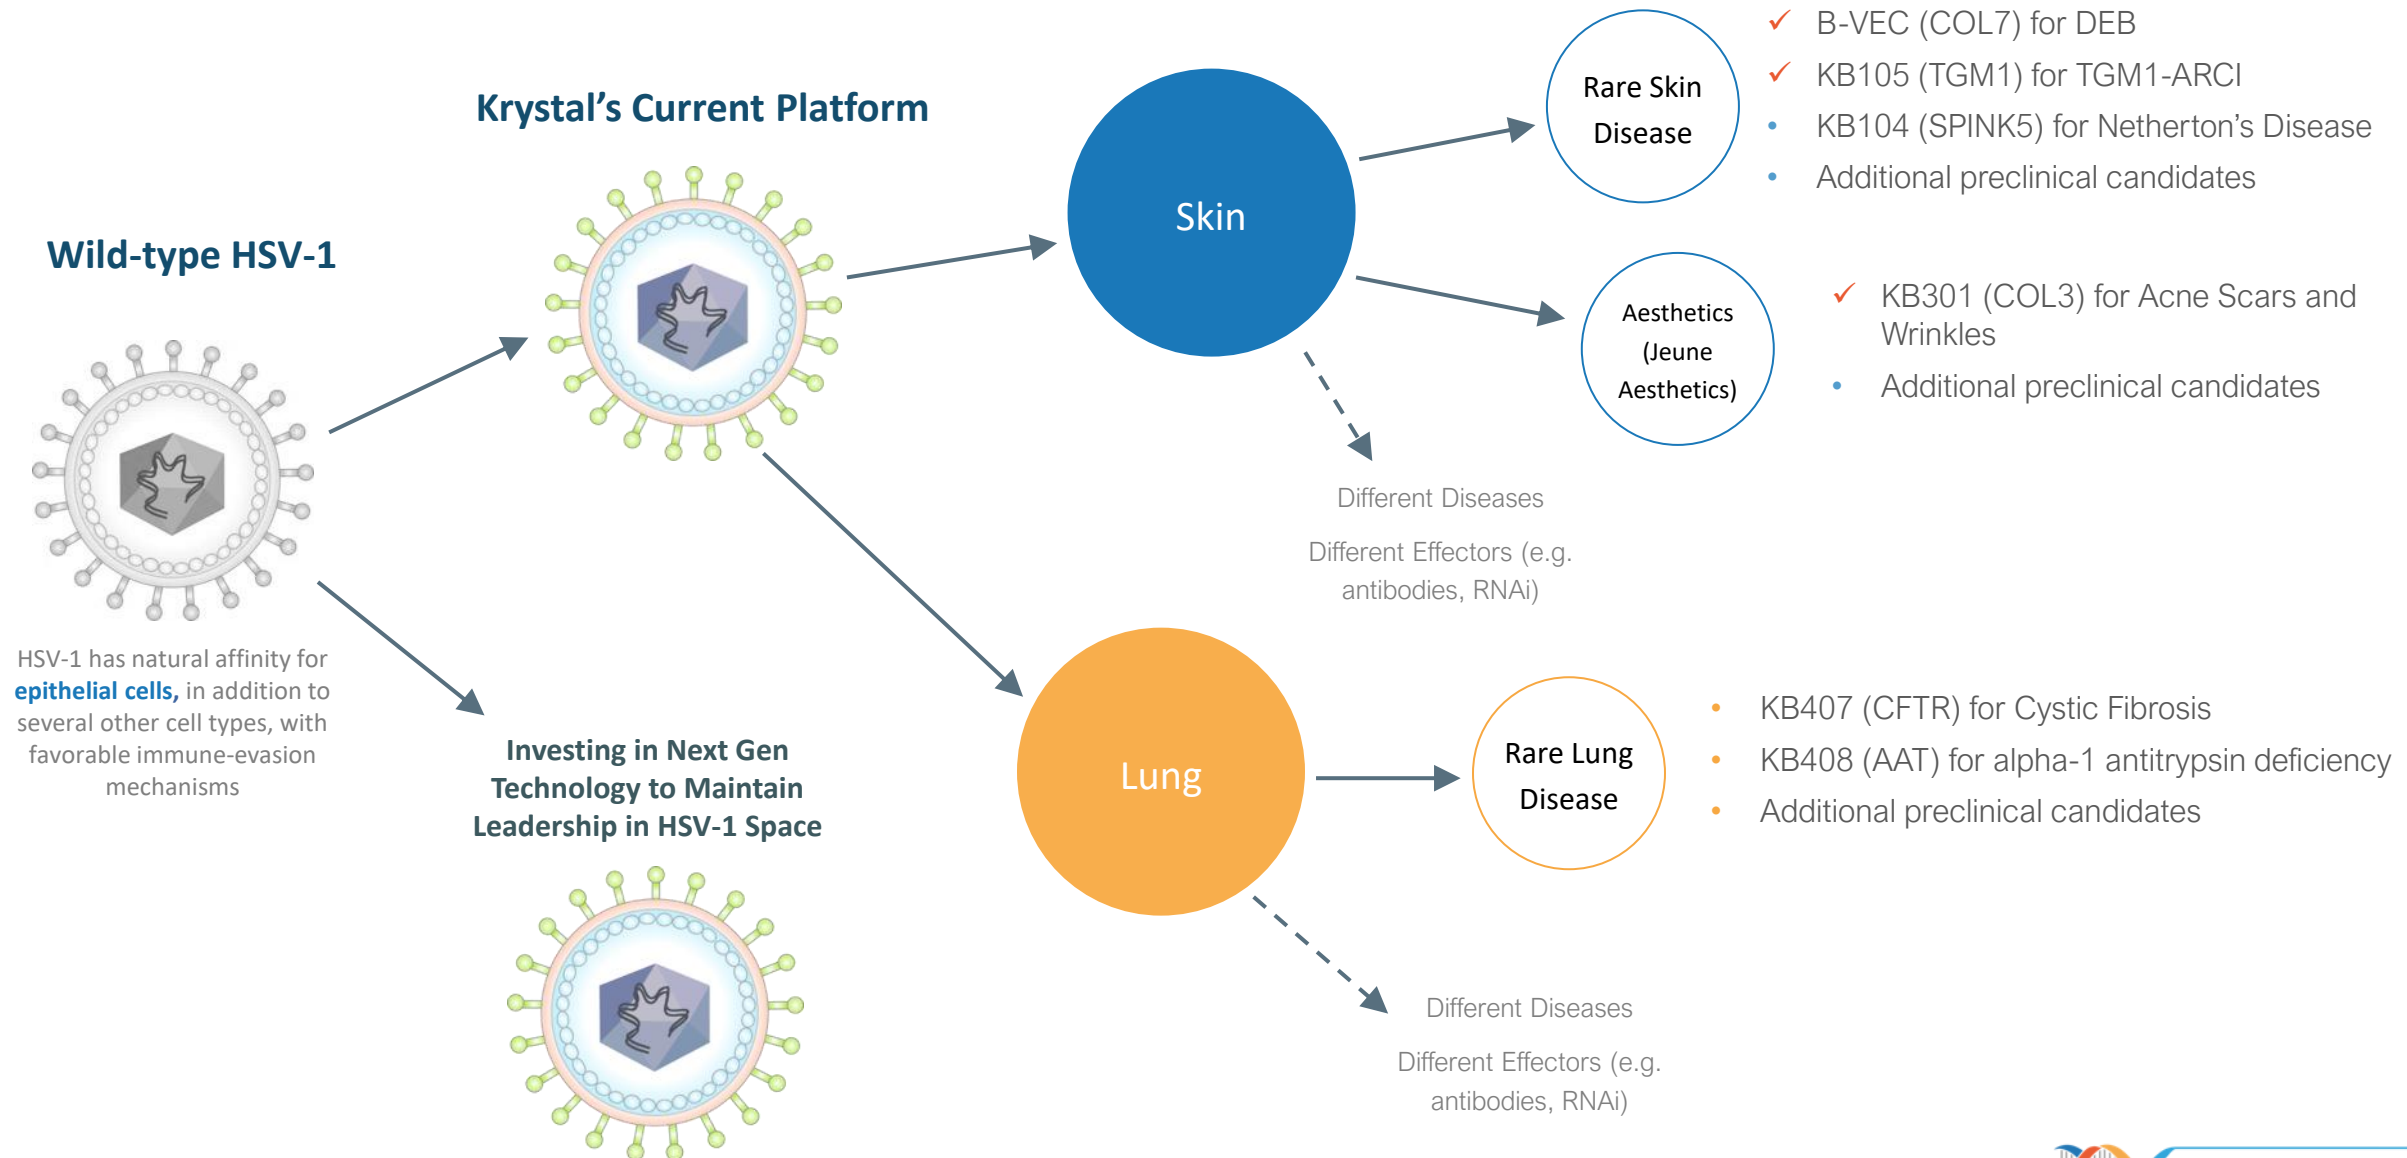 Krystal’s Current Platform
Wild-type HSV-1
HSV-1 has natural affinity for
epithelial cells, in addition to
several other cell types, with
favorable immune-evasion
mechanisms
Investing in Next Gen
Technology to Maintain
Leadership in HSV-1 Space
Skin
Rare Skin
Disease
✓ B-VEC (COL7) for DEB
✓ KB105 (TGM1) for TGM1-ARCI
• KB104 (SPINK5) for Netherton’s Disease
• Additional preclinical candidates
Aesthetics
(Jeune
Aesthetics)
✓ KB301 (COL3) for Acne Scars and
Wrinkles
• Additional preclinical candidates
Different Diseases
Different Effectors (e.g.
antibodies, RNAi)
Lung
Rare Lung
Disease
• KB407 (CFTR) for Cystic Fibrosis
• KB408 (AAT) for alpha-1 antitrypsin deficiency
• Additional preclinical candidates
Different Diseases
Different Effectors (e.g.
antibodies, RNAi)